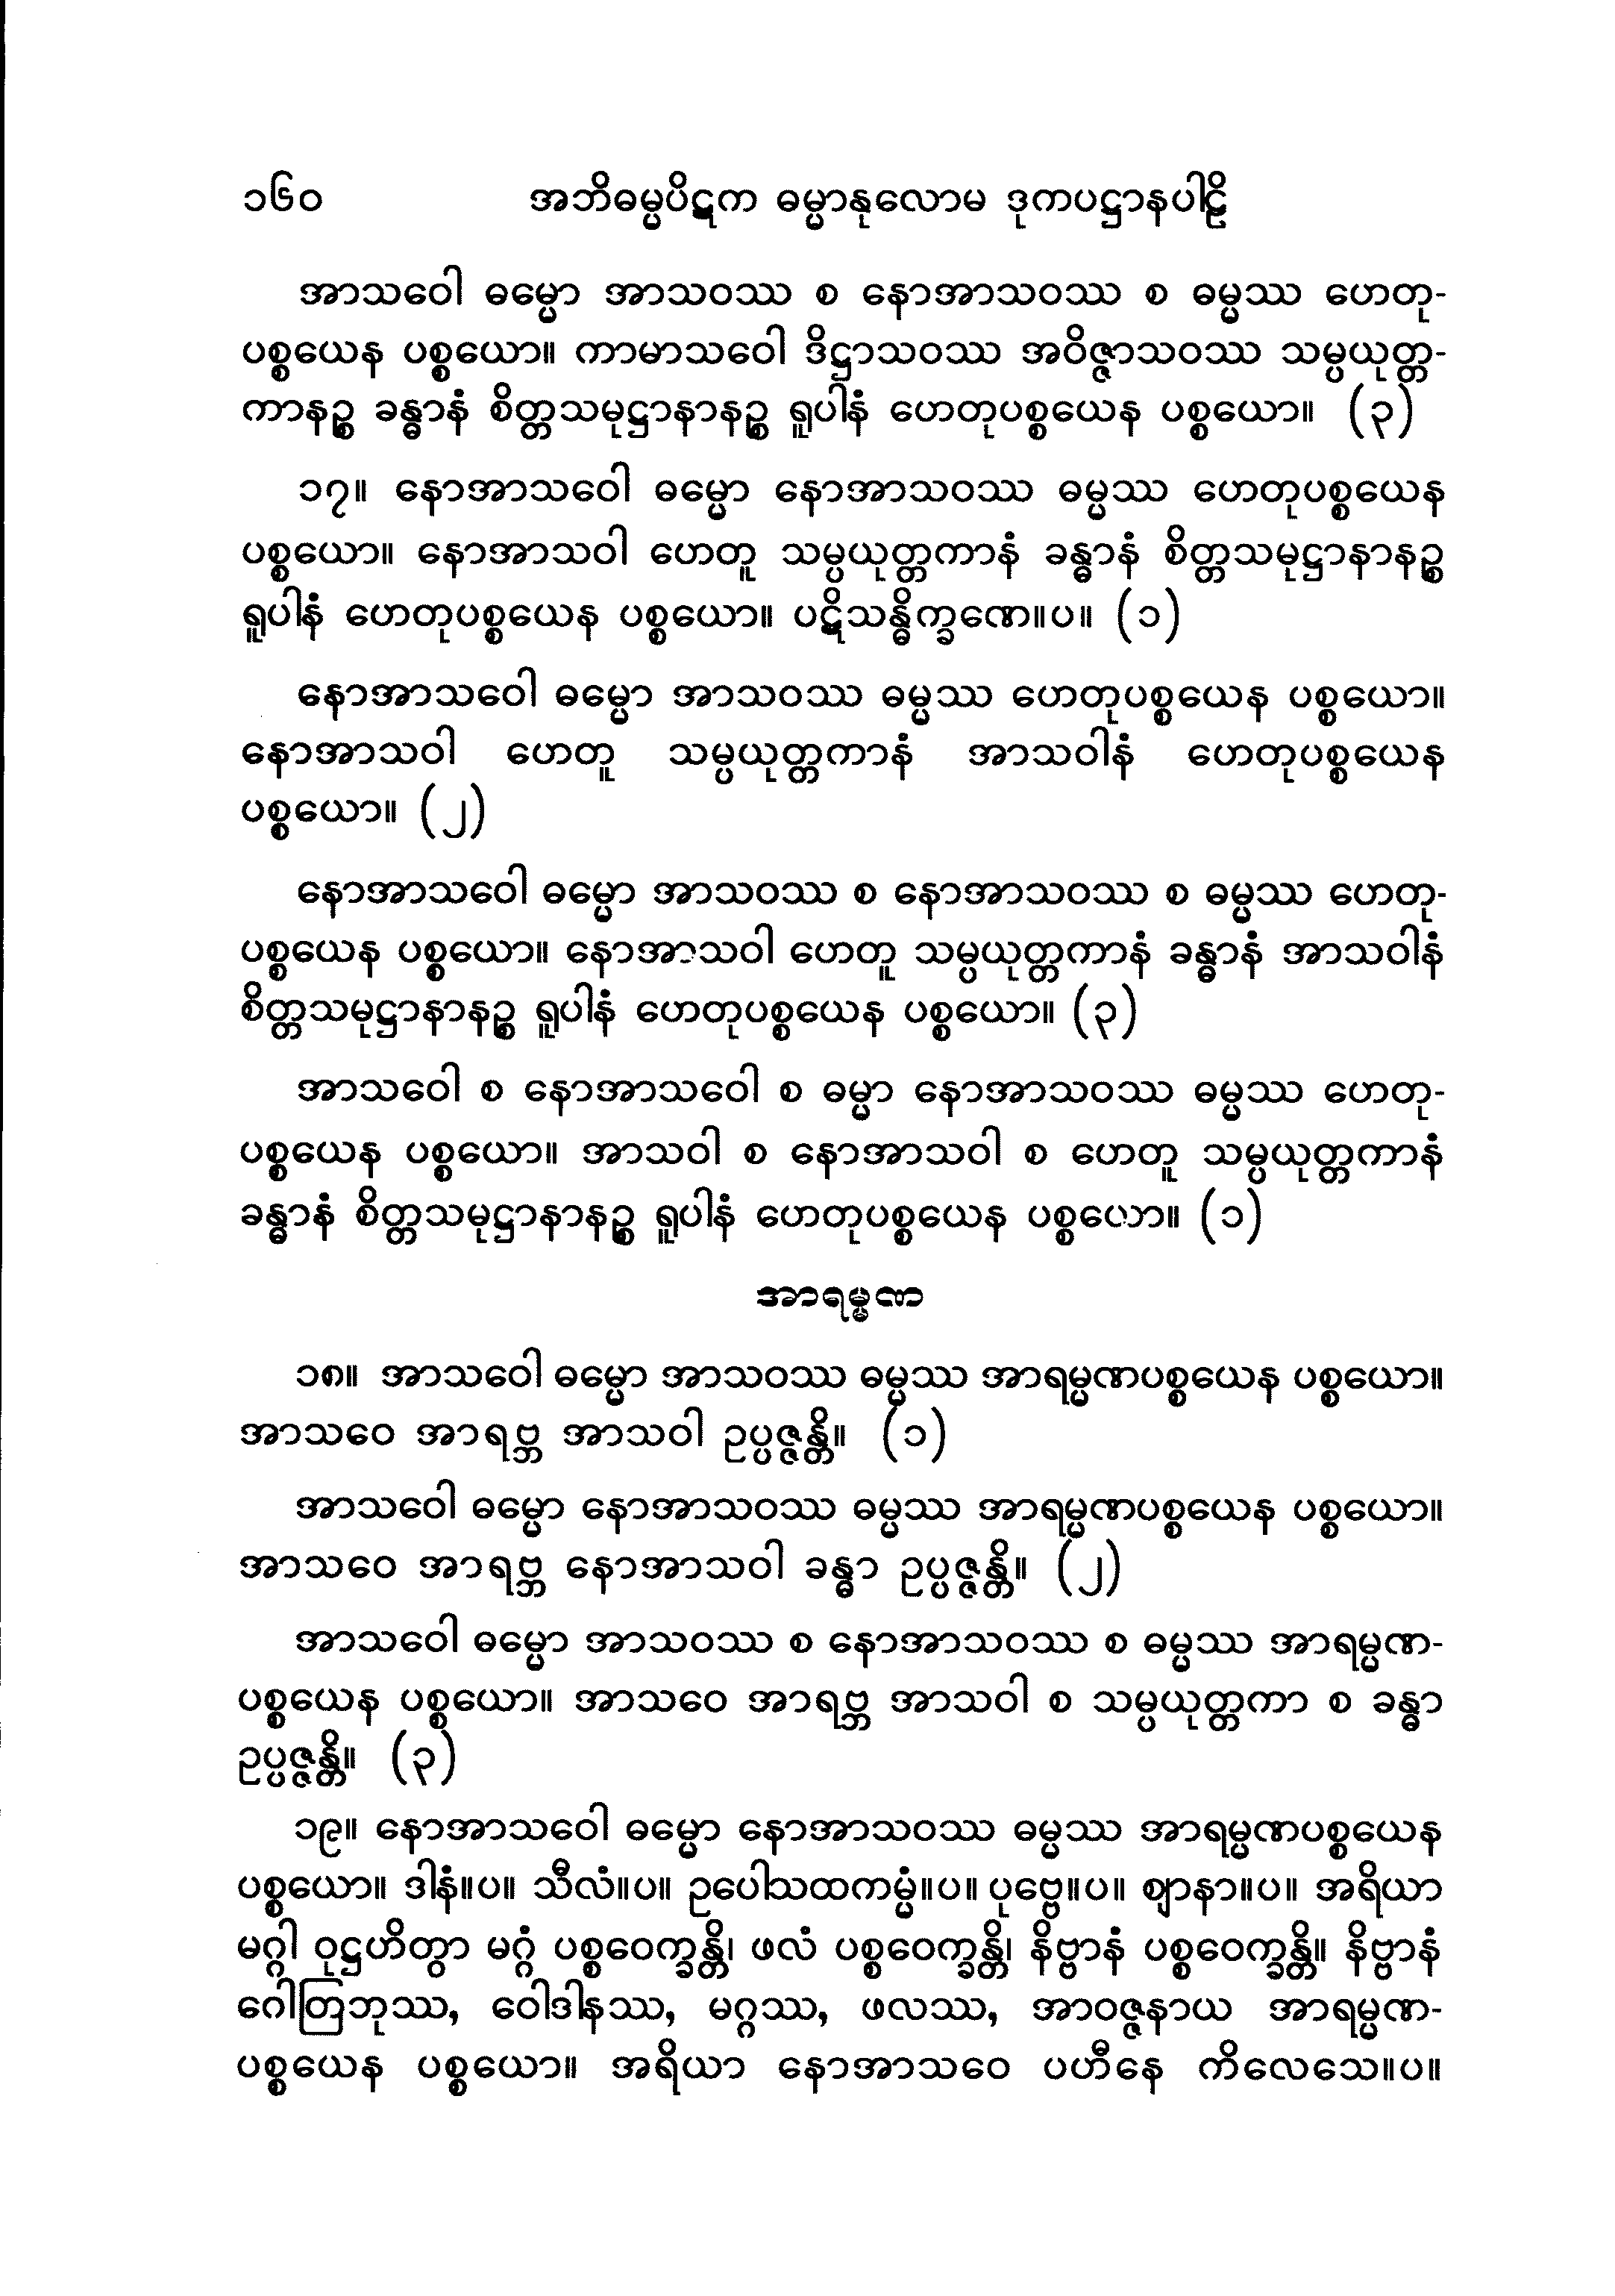 ၁၆၀ အဘိဓမ္မပိဋက ဓမ္မာနုလောမ ဒုကပဋ္ဌာနပါဠိ
အာသဝေါ ဓမ္မော အာသဝဿ စ နောအာသဝဿ စ ဓမ္မဿ ဟေတု-
ပစ္စယေန ပစ္စယော။ ကာမာသဝေါ ဒိဋ္ဌာသဝဿ အဝိဇ္ဇာသဝဿ သမ္ပယုတ္တ-
ကာနဉ္စ ခန္ဓာနံ စိတ္တသမုဋ္ဌာနာနဉ္စ ရူပါနံ ဟေတုပစ္စယေန ပစ္စယော။ (၃)
၁၇။ နောအာသဝေါ ဓမ္မော နောအာသဝဿ ဓမ္မဿ ဟေတုပစ္စယေန
ပစ္စယော။ နောအာသဝါ ဟေတူ သမ္ပယုတ္တကာနံ ခန္ဓာနံ စိတ္တသမုဋ္ဌာနာနဉ္စ
ရူပါနံ ဟေတုပစ္စယေန ပစ္စယော။ ပဋိသန္ဓိက္ခဏေ။ပ။ (၁)
နောအာသဝေါ ဓမ္မော အာသဝဿ ဓမ္မဿ ဟေတုပစ္စယေန ပစ္စယော။
နောအာသဝါ ဟေတူ သမ္ပယုတ္တကာနံ အာသဝါနံ ဟေတုပစ္စယေန
ပစ္စယော။ (၂)
နောအာသဝေါ ဓမ္မော အာသဝဿ စ နောအာသဝဿ စ ဓမ္မဿ ဟေတု-
ပစ္စယေန ပစ္စယော။ နောအာသဝါ ဟေတူ သမ္ပယုတ္တကာနံ ခန္ဓာနံ အာသဝါနံ
စိတ္တသမုဋ္ဌာနာနဉ္စ ရူပါနံ ဟေတုပစ္စယေန ပစ္စယော။ (၃)
အာသဝေါ စ နောအာသဝေါ စ ဓမ္မာ နောအာသဝဿ ဓမ္မဿ ဟေတု-
ပစ္စယေန ပစ္စယော။ အာသဝါ စ နောအာသဝါ စ ဟေတူ သမ္ပယုတ္တကာနံ
ခန္ဓာနံ စိတ္တသမုဋ္ဌာနာနဉ္စ ရူပါနံ ဟေတုပစ္စယေန ပစ္စယော။ (၁)
အာရမ္မဏ
၁၈။ အာသဝေါ ဓမ္မော အာသဝဿ ဓမ္မဿ အာရမ္မဏပစ္စယေန ပစ္စယော။
အာသဝေ အာရဗ္ဘ အာသဝါ ဥပ္ပဇ္ဇန္တိ။ (၁)
အာသဝေါ ဓမ္မော နောအာသဝဿ ဓမ္မဿ အာရမ္မဏပစ္စယေန ပစ္စယော။
အာသဝေ အာရဗ္ဘ နောအာသဝါ ခန္ဓာ ဥပ္ပဇ္ဇန္တိ။ (၂)
အာသဝေါ ဓမ္မော အာသဝဿ စ နောအာသဝဿ စ ဓမ္မဿ အာရမ္မဏ-
ပစ္စယေန ပစ္စယော။ အာသဝေ အာရဗ္ဘ အာသဝါ စ သမ္ပယုတ္တကာ စ ခန္ဓာ
ဥပ္ပဇ္ဇန္တိ။ (၃)
၁၉။ နောအာသဝေါ ဓမ္မော နောအာသဝဿ ဓမ္မဿ အာရမ္မဏပစ္စယေန
ပစ္စယော။ ဒါနံ။ပ။ သီလံ။ပ။ ဥပေါသထကမ္မံ။ပ။ ပုဗ္ဗေ။ပ။ ဈာနာ။ပ။ အရိယာ
မဂ္ဂါ ဝုဋ္ဌဟိတွာ မဂ္ဂံ ပစ္စဝေက္ခန္တိ၊ ဖလံ ပစ္စဝေက္ခန္တိ၊ နိဗ္ဗာနံ ပစ္စဝေက္ခန္တိ။ နိဗ္ဗာနံ
ဂေါတြဘုဿ, ဝေါဒါနဿ, မဂ္ဂဿ, ဖလဿ, အာဝဇ္ဇနာယ အာရမ္မဏ-
ပစ္စယေန ပစ္စယော။ အရိယာ နောအာသဝေ ပဟီနေ ကိလေသေ။ပ။